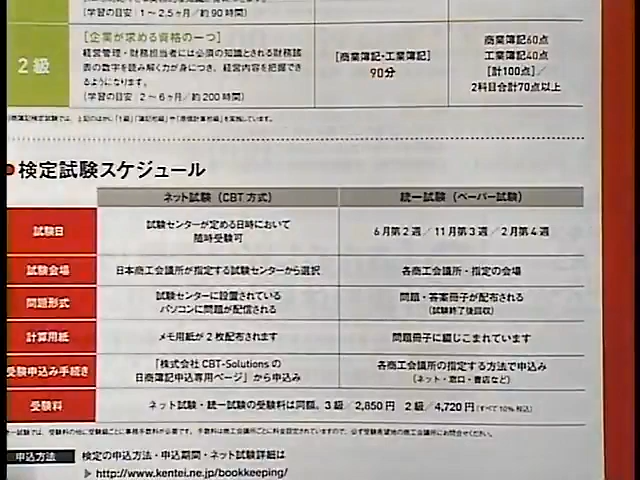 (学習の目安 1〜2.5ヶ月／約90時間)
2級
[企業が求める資格の一つ]
経営管理・財務担当者には必須の知識とされる財務諸
表の数字を読み解く力が身につき、経営内容を把握でき
るようになります。
(学習の目安 2〜6ヶ月／約200時間)
[商業簿記・工業簿記]
90分
商業簿記60点
工業簿記40点
[計100点]／
2科目合計70点以上
検定試験スケジュール
ネット試験（CBT方式）
統一試験（ペーパー試験）
試験日
試験センターが定める日時において
随時受験可
6月第2週／11月第3週／2月第4週
試験会場
日本商工会議所が指定する試験センターから選択
各商工会議所・指定の会場
問題形式
試験センターに設置されている
パソコンに問題が配信される
問題・答案冊子が配布される
(試験終了後回収)
計算用紙
メモ用紙が2枚配布されます
問題冊子に綴じこまれています
受験申込み手続き
「株式会社CBT-Solutionsの
日商簿記申込専用ページ」から申込み
各商工会議所の指定する方法で申込み
(ネット・窓口・書店など)
受験料
ネット試験・統一試験の受験料は同額。3級／2,850円 2級／4,720円 (すべて10%税込)
申込方法
検定の申込方法・申込期間・ネット試験詳細は
▶ http://www.kentei.ne.jp/bookkeeping/